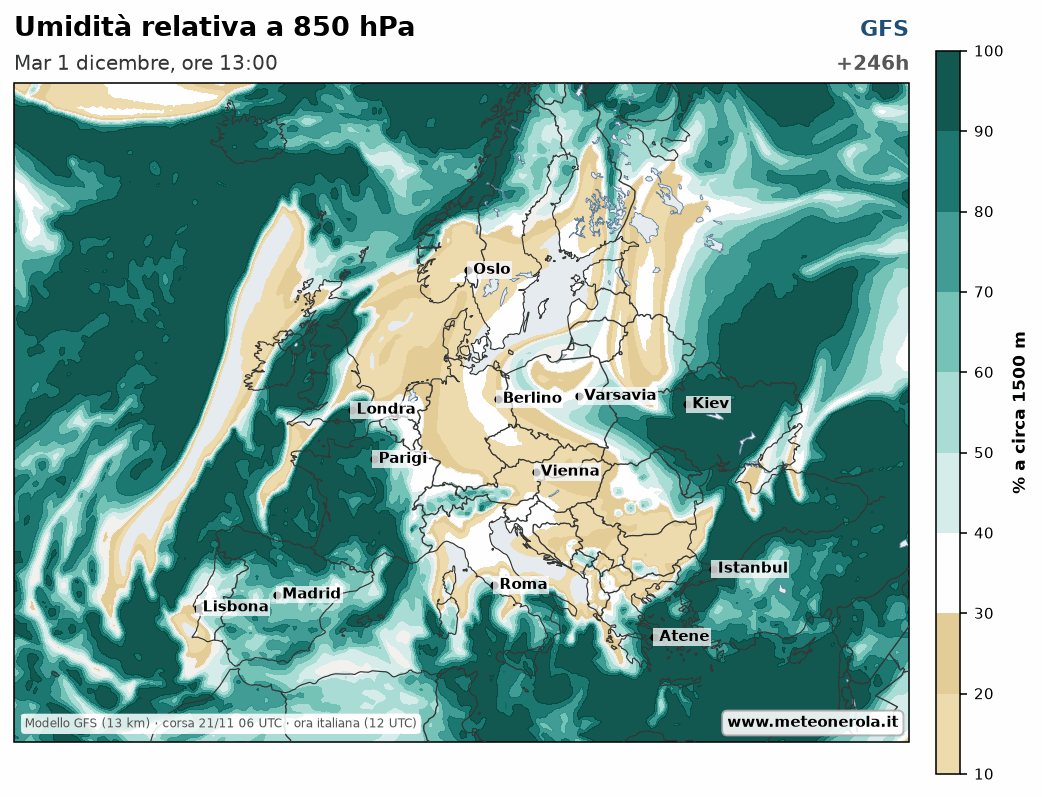 Umidità relativa a 850 hPa
GFS
Mar 1 dicembre, ore 13:00
+246h
100
90
80
70
60
50
40
30
20
10
% a circa 1500 m
Oslo
Berlino
Varsavia
Kiev
Londra
Parigi
Vienna
Istanbul
Roma
Madrid
Lisbona
Atene
Modello GFS (13 km) · corsa 21/11 06 UTC · ora italiana (12 UTC)
www.meteonerola.it